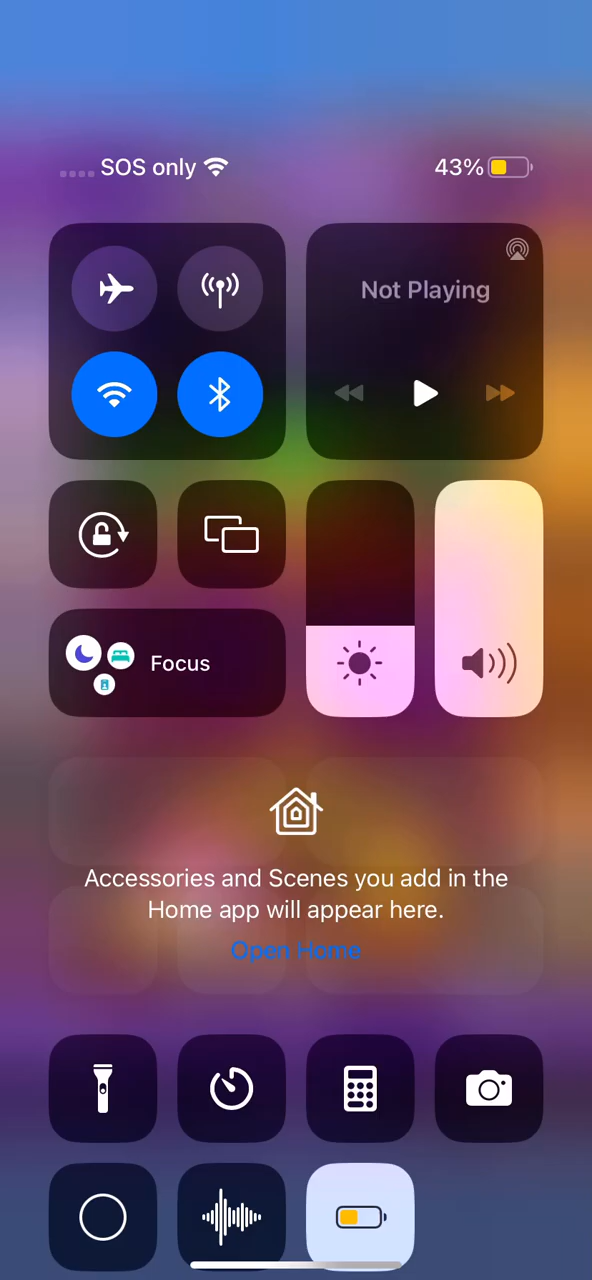 SOS only
43%
Not Playing
Focus
Accessories and Scenes you add in the
Home app will appear here.
Open Home